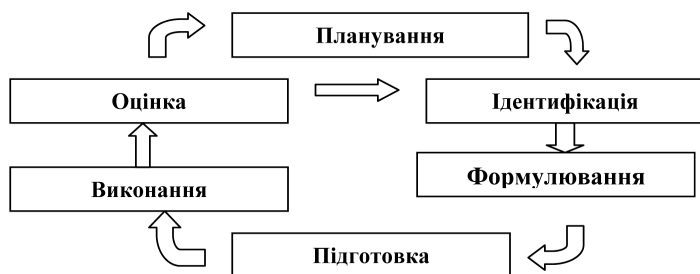 Планування
Оцінка
Ідентифікація
Виконання
Формулювання
Підготовка